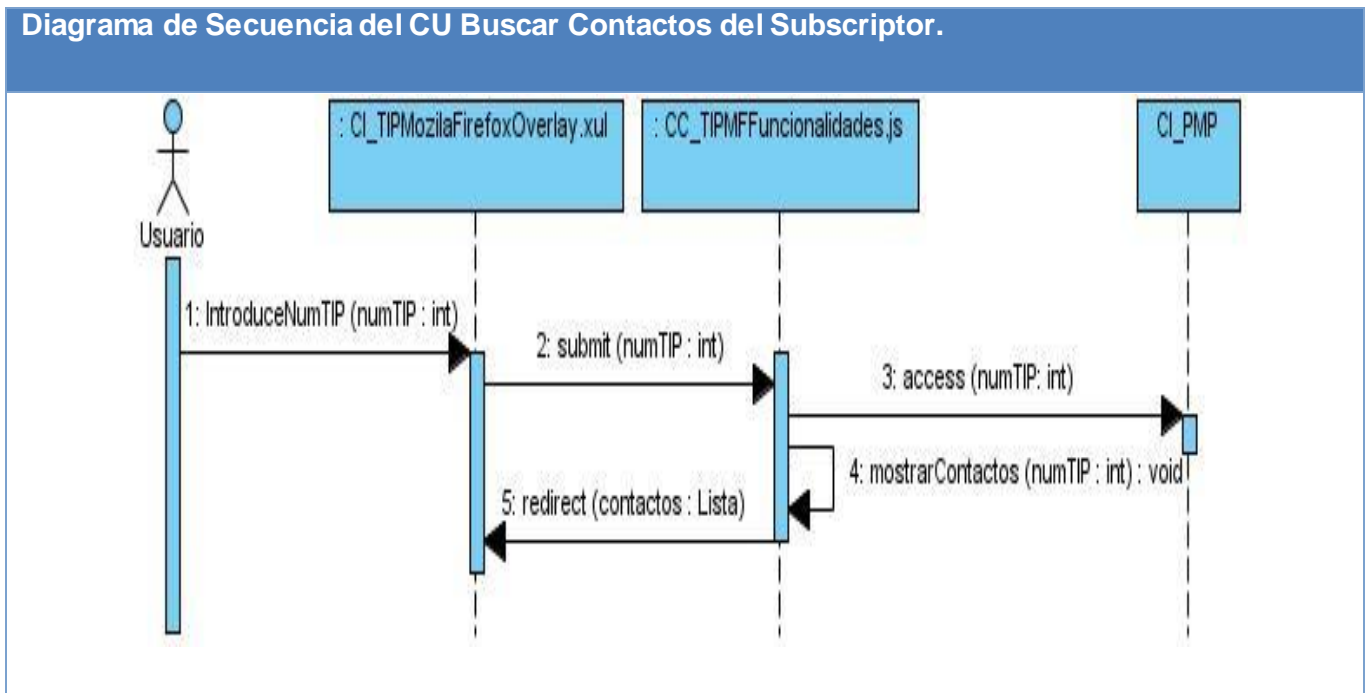 Diagrama de Secuencia del CU Buscar Contactos del Subscriptor.
: CI_TIPMozilaFirefoxOverlay.xul
: CC_TIPMFFuncionalidades.js
CI_PMP
Usuario
1: IntroduceNumTIP (numTIP : int)
2: submit (numTIP : int)
3: access (numTIP: int)
4: mostrarContactos (numTIP : int) : void
5: redirect (contactos : Lista)